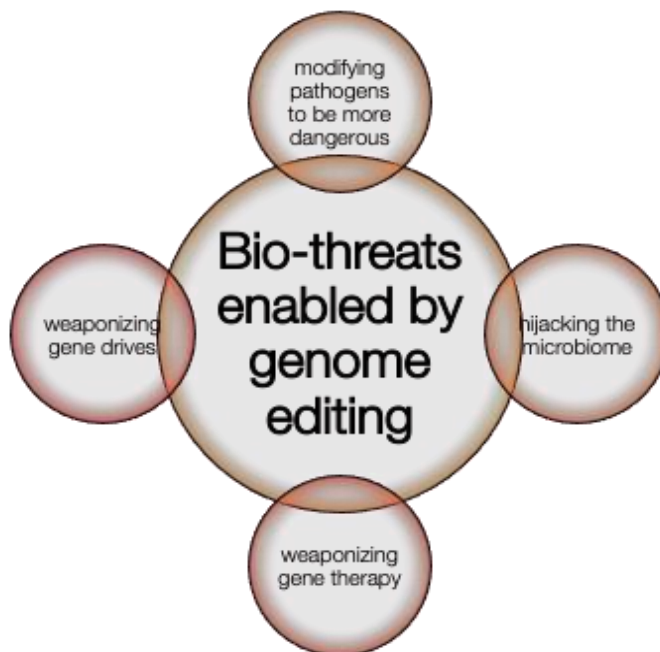 modifying
pathogens
to be more
dangerous
Bio-threats
enabled by
genome
editing
weaponizing
gene drives
hijacking the
microbiome
weaponizing
gene therapy